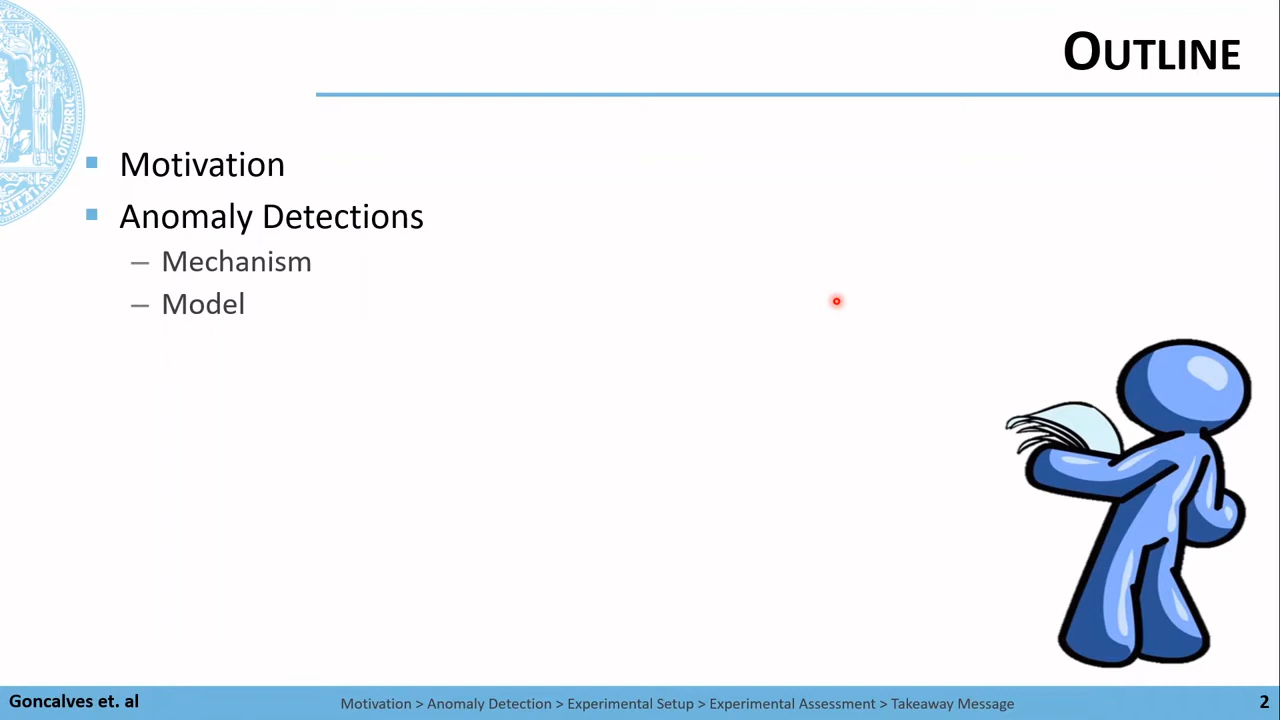 OUTLINE
Motivation
Anomaly Detections
– Mechanism
– Model
Goncalves et. al
Motivation > Anomaly Detection > Experimental Setup > Experimental Assessment > Takeaway Message
2